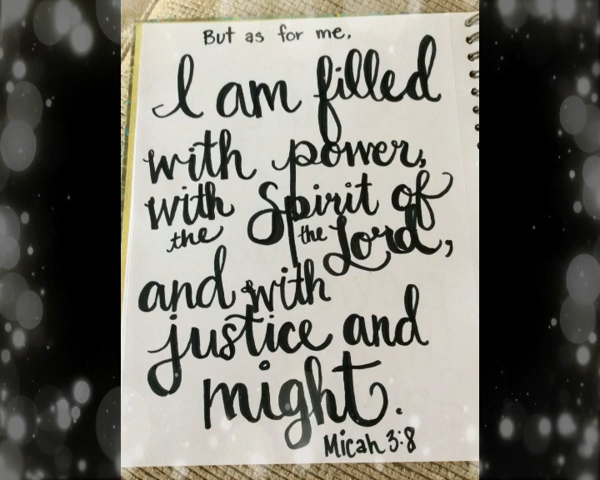 But as for me,
I am filled
with power,
with Spirit of
the the Lord,
and with
justice and
might.
Micah 3:8